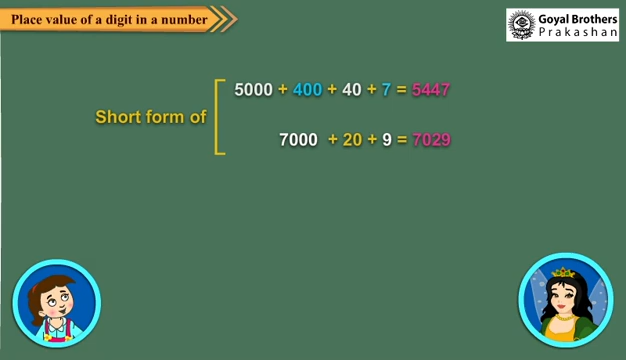 Place value of a digit in a number
Goyal Brothers
Prakashan
5000 + 400 + 40 + 7 = 5447
Short form of
7000 + 20 + 9 = 7029